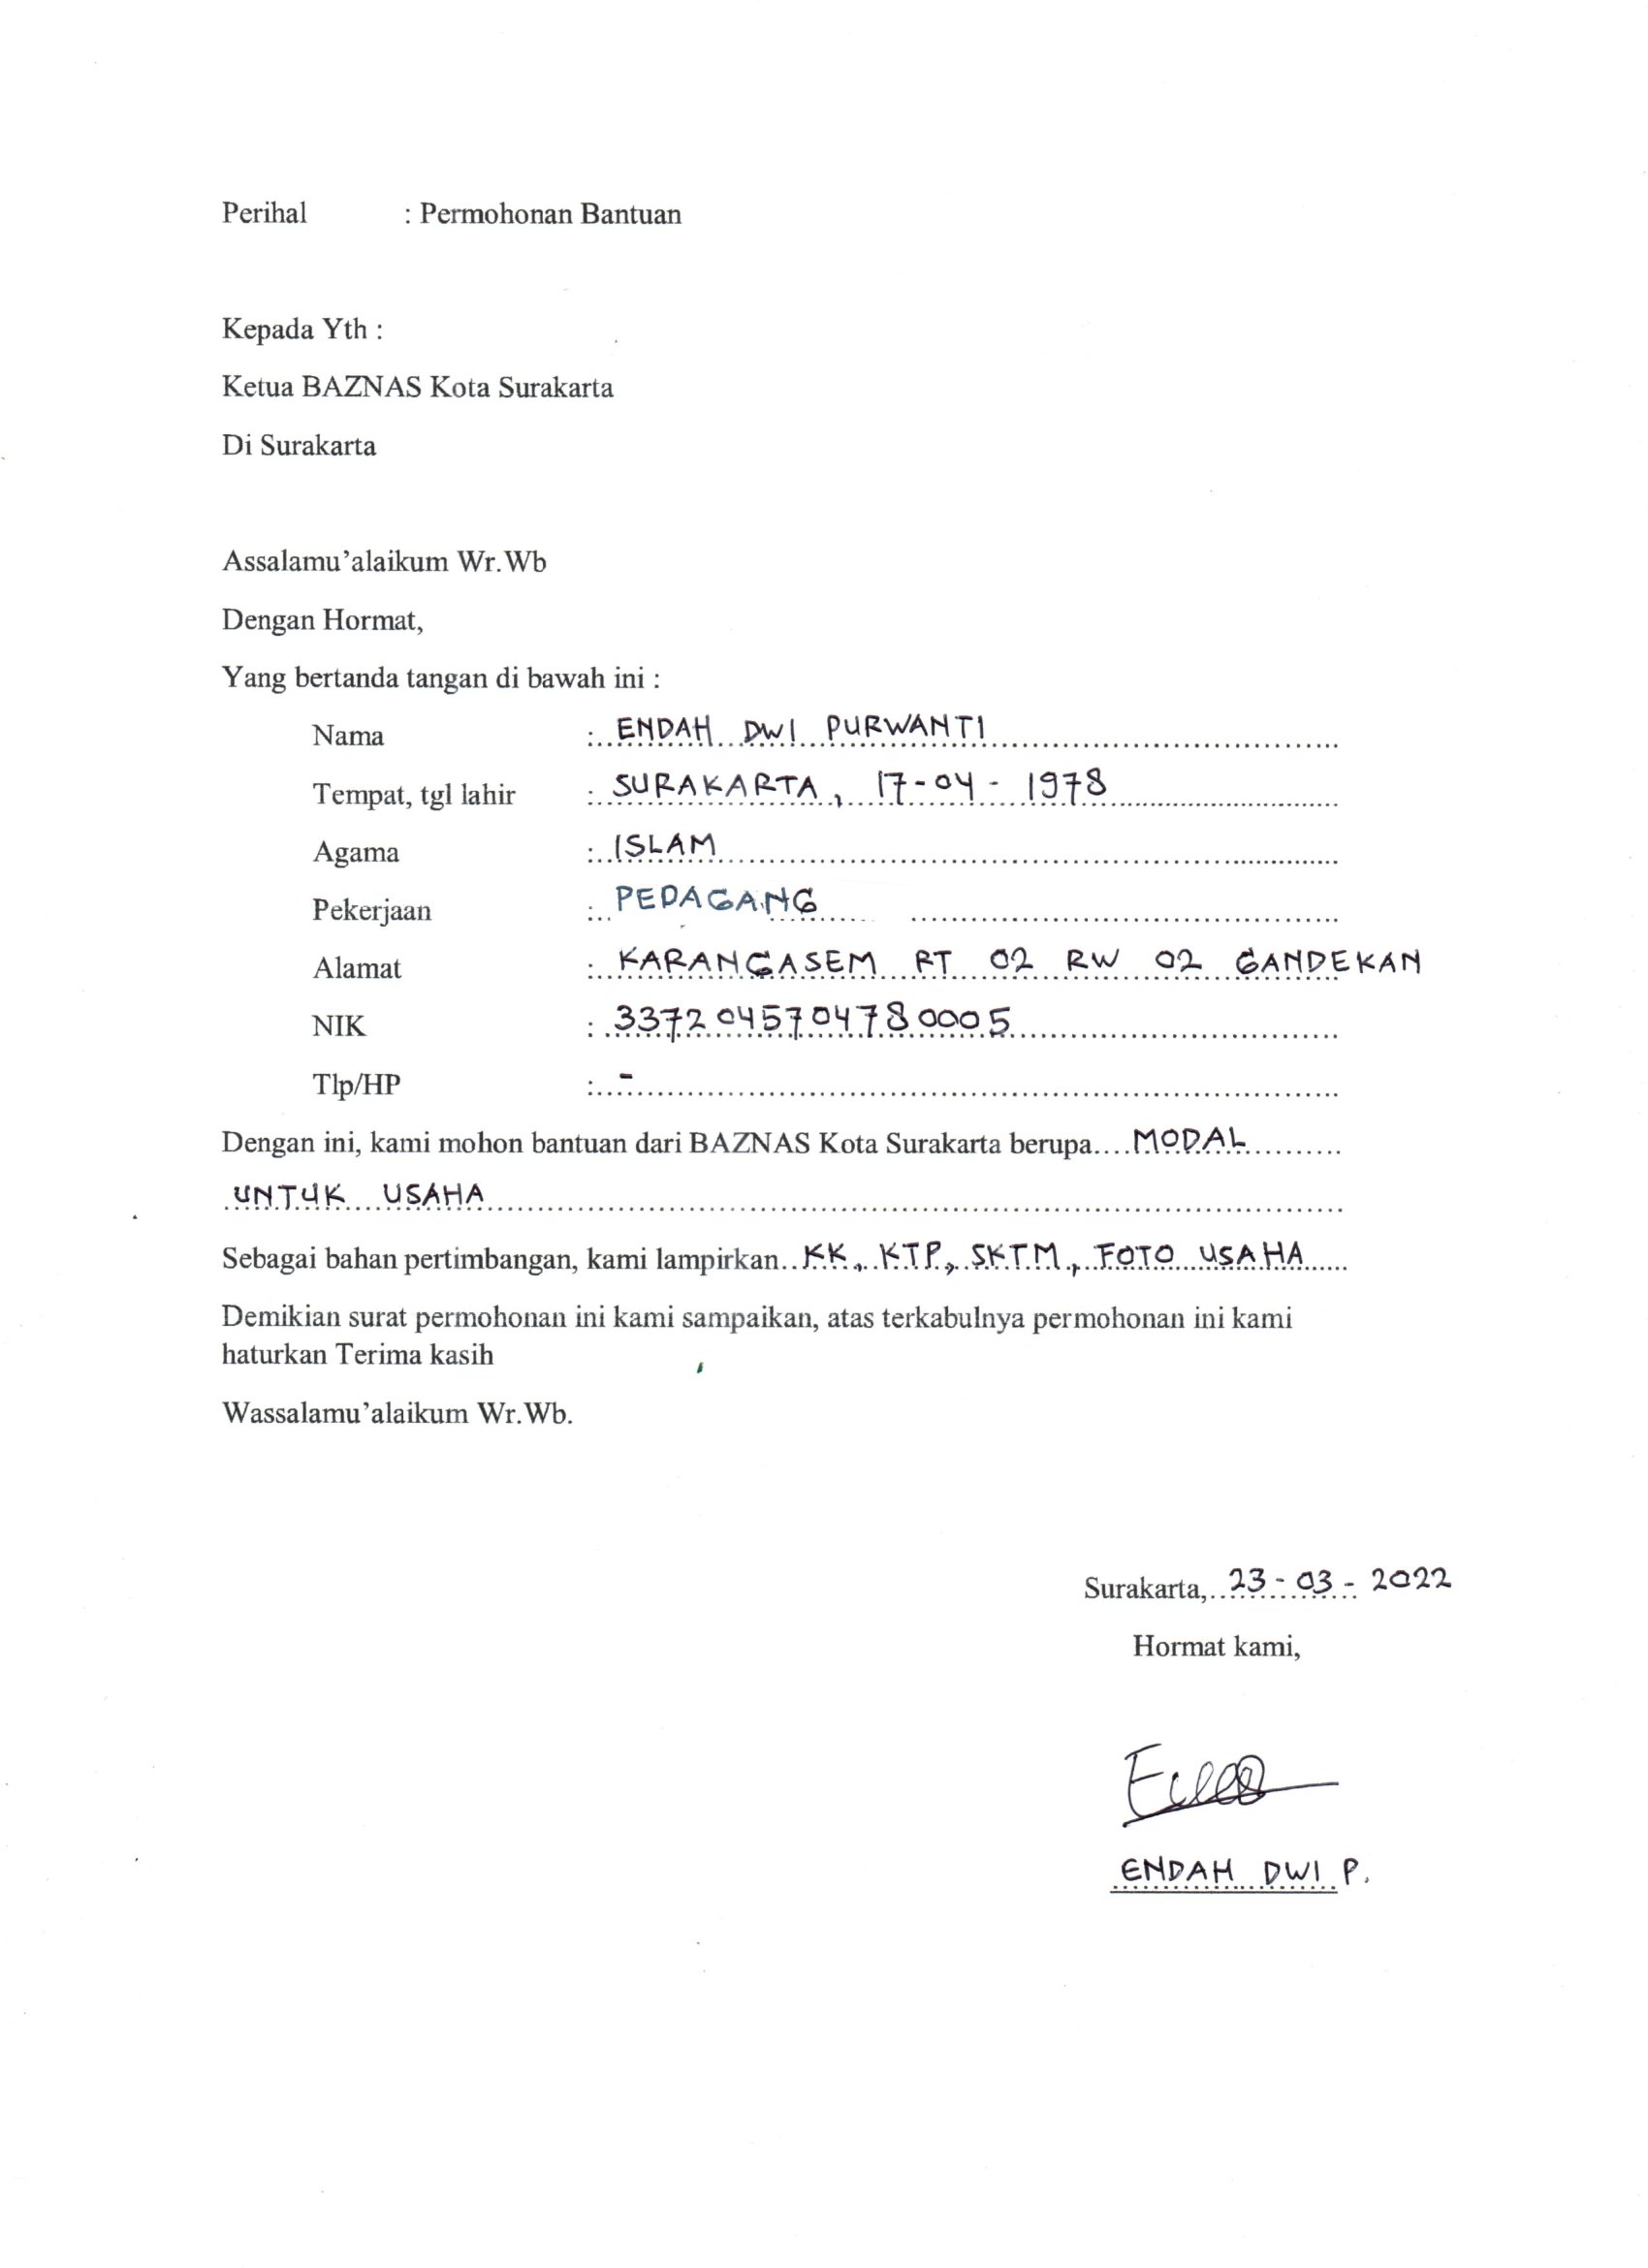 Perihal : Permohonan Bantuan
Kepada Yth :
Ketua BAZNAS Kota Surakarta
Di Surakarta
Assalamu’alaikum Wr.Wb
Dengan Hormat,
Yang bertanda tangan di bawah ini :
Nama : ENDAH DWI PURWANTI
Tempat, tgl lahir : SURAKARTA, 17-04-1978
Agama : ISLAM
Pekerjaan : PEDAGANG
Alamat : KARANGASEM RT 02 RW 02 GANDEKAN
NIK : 3372045704780005
Tlp/HP : -
Dengan ini, kami mohon bantuan dari BAZNAS Kota Surakarta berupa....MODAL
UNTUK USAHA
Sebagai bahan pertimbangan, kami lampirkan..KK, KTP, SKTM, FOTO USAHA
Demikian surat permohonan ini kami sampaikan, atas terkabulnya permohonan ini kami
haturkan Terima kasih
Wassalamu’alaikum Wr.Wb.
Surakarta, 23-03-2022
Hormat kami,
ENDAH DWI P.